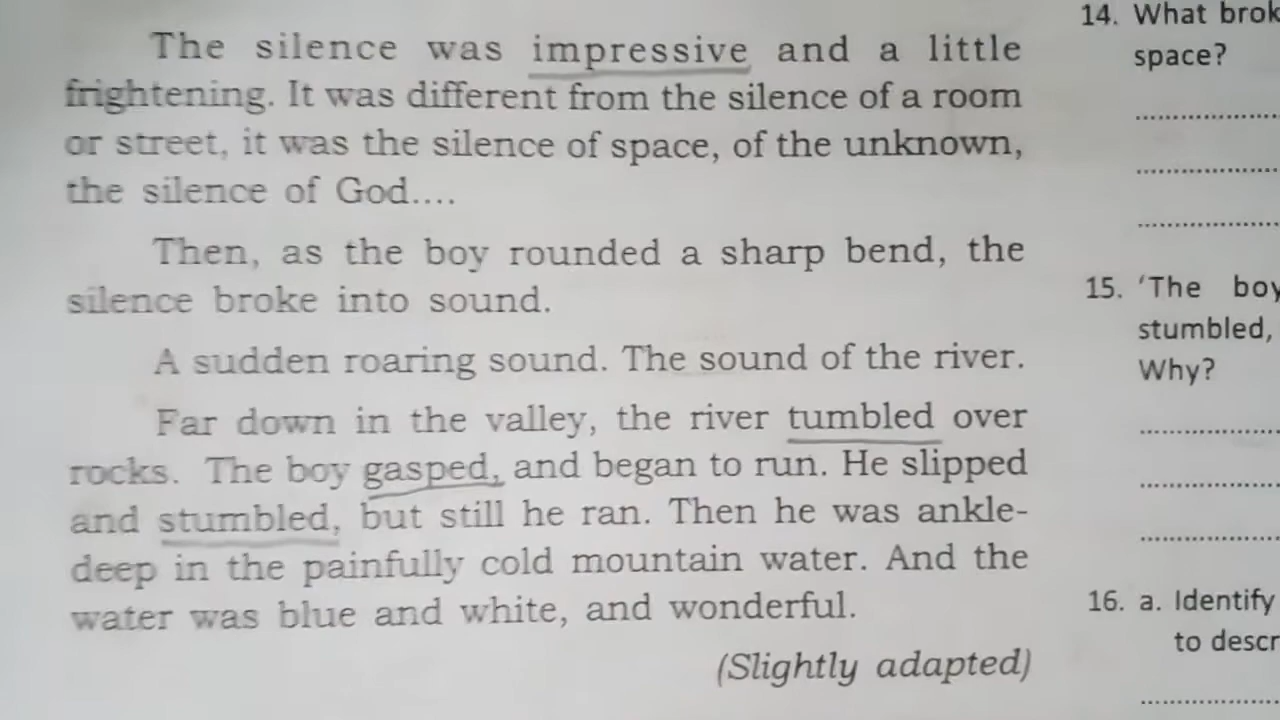 The silence was impressive and a little
frightening. It was different from the silence of a room
or street, it was the silence of space, of the unknown,
the silence of God....
Then, as the boy rounded a sharp bend, the
silence broke into sound.
A sudden roaring sound. The sound of the river.
Far down in the valley, the river tumbled over
rocks. The boy gasped, and began to run. He slipped
and stumbled, but still he ran. Then he was ankle-
deep in the painfully cold mountain water. And the
water was blue and white, and wonderful.
(Slightly adapted)
14. What brok
space?
15. ‘The boy
stumbled,
Why?
16. a. Identify
to descr